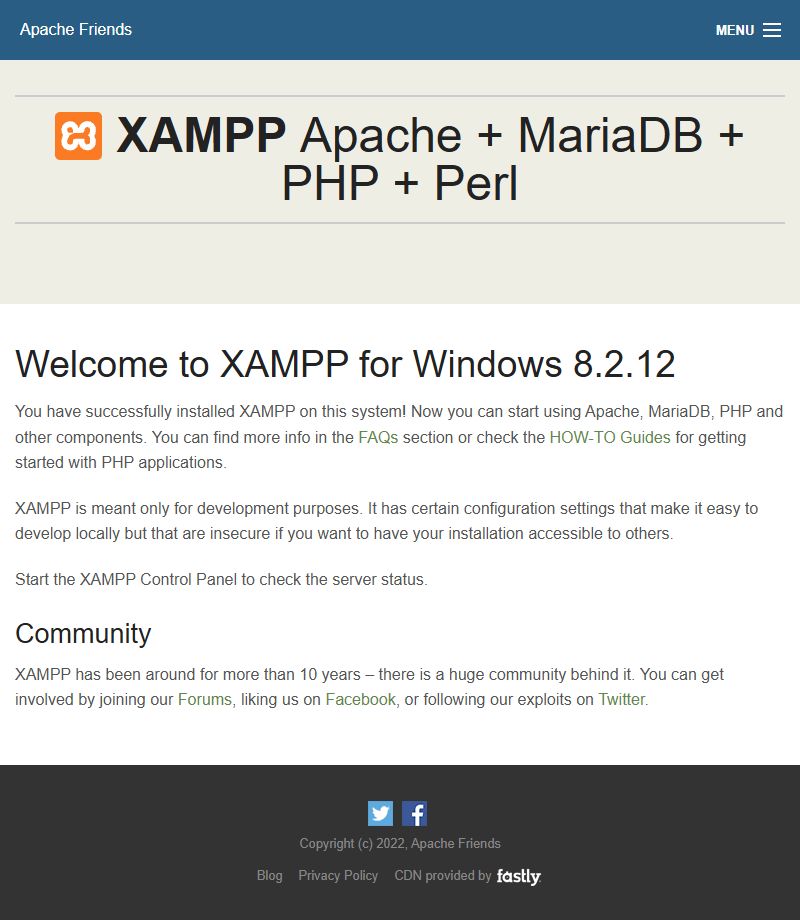 Apache Friends
MENU
XAMPP Apache + MariaDB +
PHP + Perl
Welcome to XAMPP for Windows 8.2.12
You have successfully installed XAMPP on this system! Now you can start using Apache, MariaDB, PHP and
other components. You can find more info in the FAQs section or check the HOW-TO Guides for getting
started with PHP applications.
XAMPP is meant only for development purposes. It has certain configuration settings that make it easy to
develop locally but that are insecure if you want to have your installation accessible to others.
Start the XAMPP Control Panel to check the server status.
Community
XAMPP has been around for more than 10 years – there is a huge community behind it. You can get
involved by joining our Forums, liking us on Facebook, or following our exploits on Twitter.
Copyright (c) 2022, Apache Friends
Blog Privacy Policy CDN provided by fastly